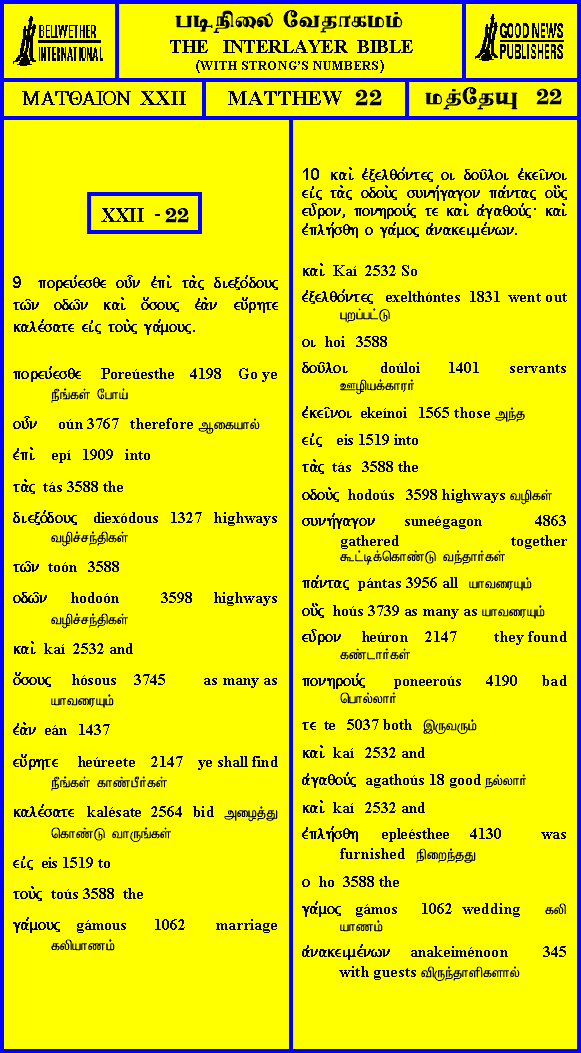 BELLWETHER
INTERNATIONAL
படிநிலை வேதாகமம்
THE INTERLAYER BIBLE
(WITH STRONG'S NUMBERS)
GOOD NEWS
PUBLISHERS
ΜΑΤΘΑΙΟΝ XXII
MATTHEW 22
மத்தேயு 22
XXII - 22
9 πορεύεσθε οὖν ἐπὶ τὰς διεξόδους
τῶν οδῶν καὶ ὅσους ἐὰν εὕρητε
καλέσατε εἰς τοὺς γάμους.
πορεύεσθε Poreúesthe 4198 Go ye
நீங்கள் போய்
οὖν oún 3767 therefore ஆகையால்
ἐπὶ epí 1909 into
τὰς tás 3588 the
διεξόδους diexódous 1327 highways
வழிச்சந்திகள்
τῶν toón 3588
οδῶν hodoón 3598 highways
வழிச்சந்திகள்
καὶ kaí 2532 and
ὅσους hósous 3745 as many as
யாவரையும்
ἐὰν eán 1437
εὕρητε heúreete 2147 ye shall find
நீங்கள் காண்பீர்கள்
καλέσατε kalésate 2564 bid அழைத்து
கொண்டு வாருங்கள்
εἰς eis 1519 to
τοὺς toús 3588 the
γάμους gámous 1062 marriage
கலியாணம்
10 καὶ ἐξελθόντες οι δοῦλοι ἐκεῖνοι
εἰς τὰς οδοὺς συνήγαγον πάντας οὓς
εὗρον, πονηρούς τε καὶ ἀγαθούς· καὶ
ἐπλήσθη ο γάμος ἀνακειμένων.
καὶ Kaí 2532 So
ἐξελθόντες exelthóntes 1831 went out
புறப்பட்டு
οι hoi 3588
δοῦλοι doúloi 1401 servants
ஊழியக்காரர்
ἐκεῖνοι ekeínoi 1565 those அந்த
εἰς eis 1519 into
τὰς tás 3588 the
οδοὺς hodoús 3598 highways வழிகள்
συνήγαγον suneégagon 4863
gathered together
கூட்டிக்கொண்டு வந்தார்கள்
πάντας pántas 3956 all யாவரையும்
οὓς hoús 3739 as many as யாவரையும்
εὗρον heúron 2147 they found
கண்டார்கள்
πονηρούς poneeroús 4190 bad
பொல்லார்
τε te 5037 both இருவரும்
καὶ kaí 2532 and
ἀγαθούς agathoús 18 good நல்லார்
καὶ kaí 2532 and
ἐπλήσθη epleésthee 4130 was
furnished நிறைந்தது
ο ho 3588 the
γάμος gámos 1062 wedding கலி
யாணம்
ἀνακειμένων anakeiménoon 345
with guests விருந்தாளிகளால்